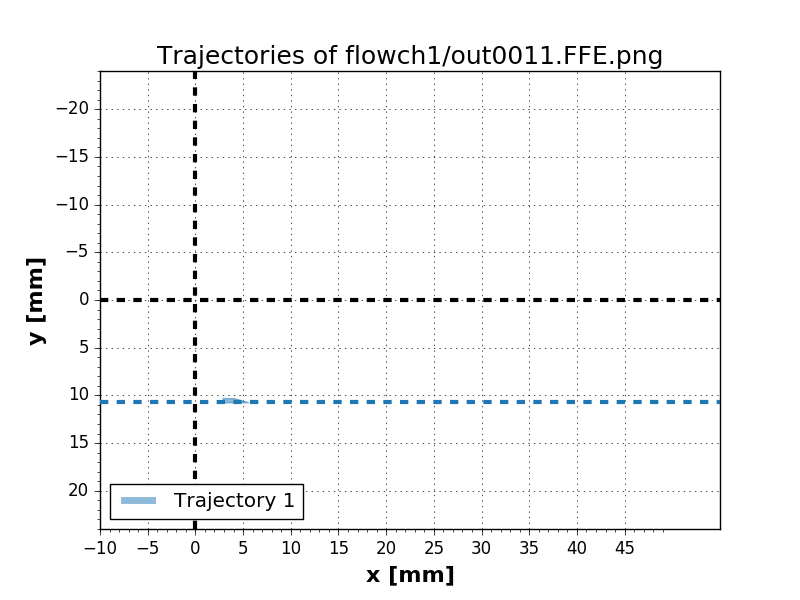 Trajectories of flowch1/out0011.FFE.png
y [mm]
−20
−15
−10
−5
0
5
10
15
20
Trajectory 1
−10 −5 0 5 10 15 20 25 30 35 40 45
x [mm]